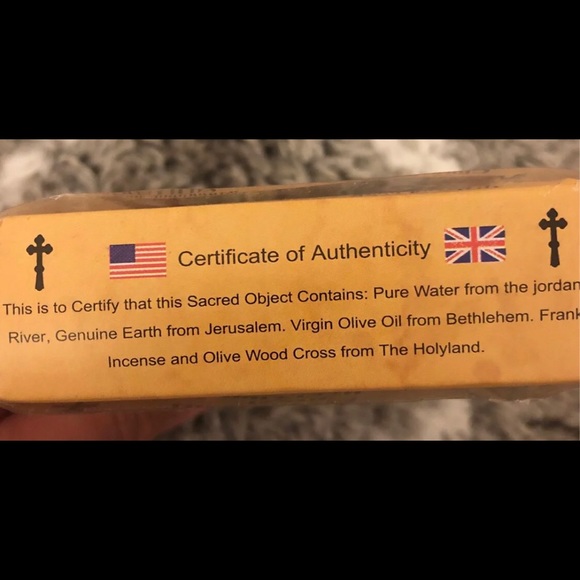 Certificate of Authenticity
This is to Certify that this Sacred Object Contains: Pure Water from the jordan
River, Genuine Earth from Jerusalem. Virgin Olive Oil from Bethlehem. Frank
Incense and Olive Wood Cross from The Holyland.